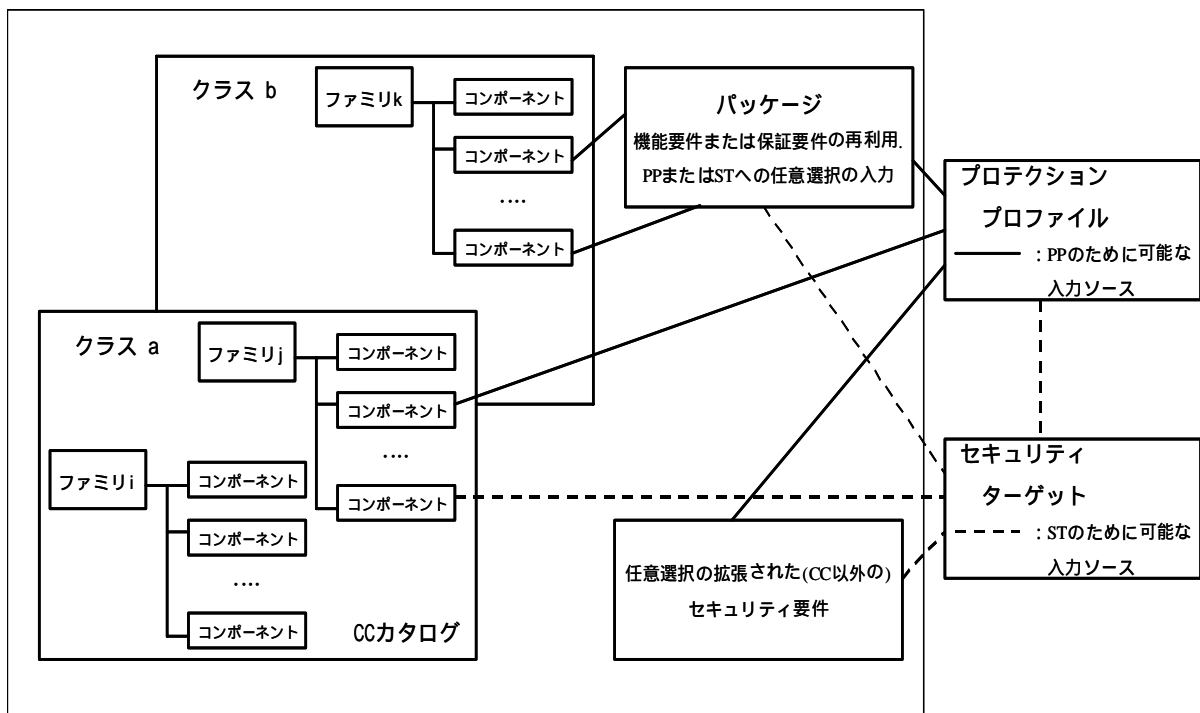 クラス b
ファミリk
コンポーネント
コンポーネント
....
コンポーネント
パッケージ
機能要件または保証要件の再利用.
PPまたはSTへの任意選択の入力
プロテクション
プロファイル
: PPのために可能な
入力ソース
クラス a
ファミリj
コンポーネント
コンポーネント
....
コンポーネント
ファミリi
コンポーネント
コンポーネント
....
コンポーネント
CCカタログ
任意選択の拡張された(CC以外の)
セキュリティ要件
セキュリティ
ターゲット
: STのために可能な
入力ソース